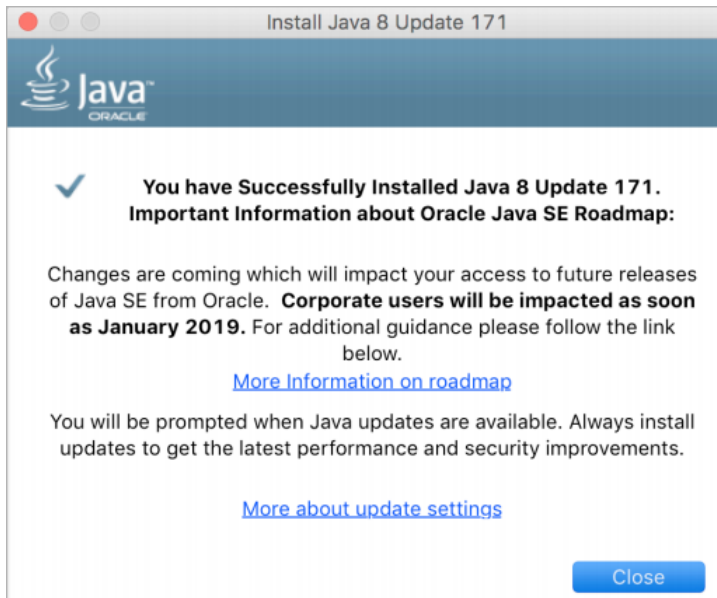 Install Java 8 Update 171
Java™
ORACLE
You have Successfully Installed Java 8 Update 171.
Important Information about Oracle Java SE Roadmap:
Changes are coming which will impact your access to future releases
of Java SE from Oracle. Corporate users will be impacted as soon
as January 2019. For additional guidance please follow the link
below.
More Information on roadmap
You will be prompted when Java updates are available. Always install
updates to get the latest performance and security improvements.
More about update settings
Close